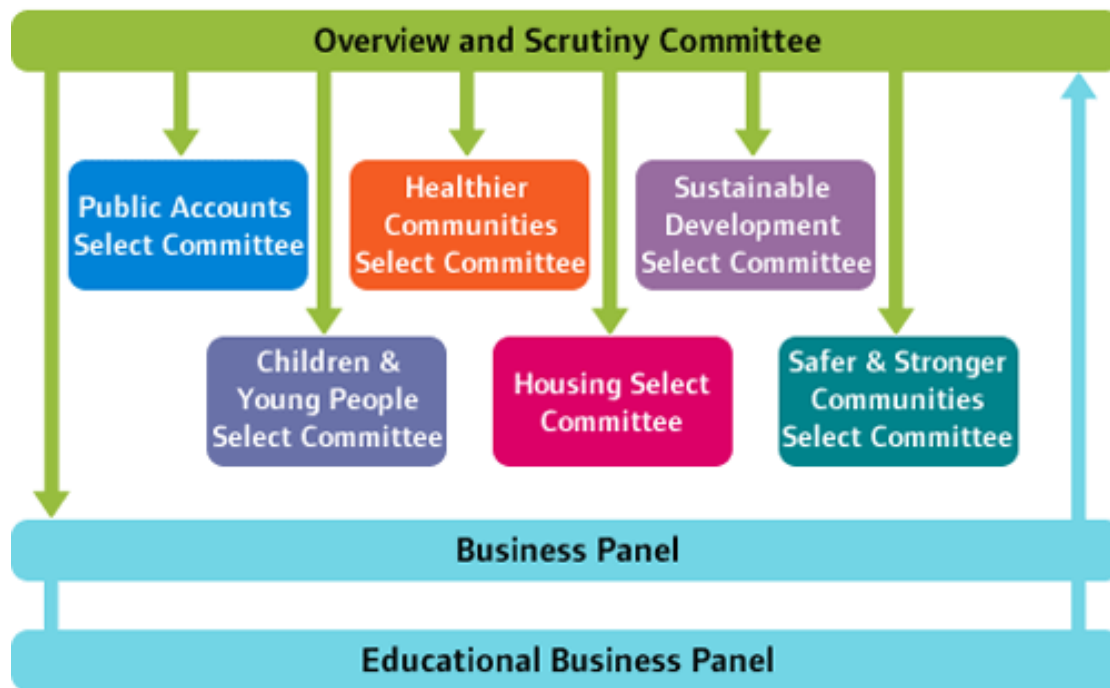 Overview and Scrutiny Committee
Public Accounts
Select Committee
Healthier
Communities
Select Committee
Sustainable
Development
Select Committee
Children &
Young People
Select Committee
Housing Select
Committee
Safer & Stronger
Communities
Select Committee
Business Panel
Educational Business Panel